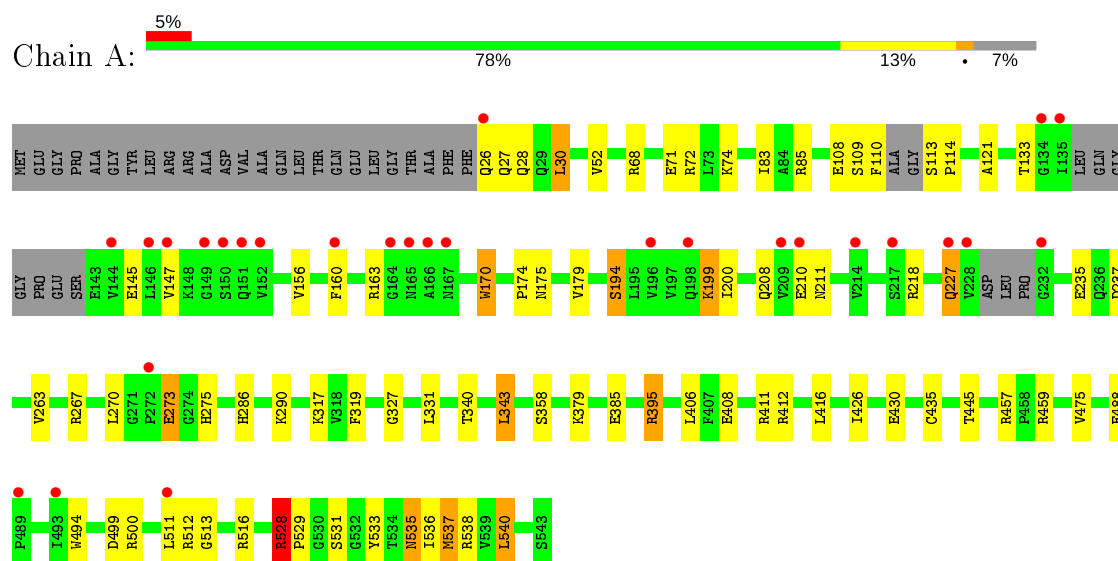 5%
Chain A:
78% 13% • 7%
MET GLU GLY PRO ALA GLY TYR LEU ARG ARG ALA ASP VAL ALA GLN LEU THR GLN GLU LEU GLY THR ALA PHE PHE Q26 Q27 Q28 Q29 L30 V52 R68 E71 R72 L73 K74 I83 A84 R85 E108 S109 F110 ALA GLY S113 P114 A121 T133 G134 I135 LEU GLN GLY
GLY PRO GLU SER E143 V144 E145 L146 V147 K148 G149 S150 Q151 V152 V156 F160 R163 G164 N165 A166 N167 W170 P174 N175 V179 S194 L195 V196 V197 Q198 K199 I200 Q208 V209 E210 N211 V214 S217 R218 Q227 V228 ASP LEU PRO G232 E235 Q236
V263 R267 L270 G271 P272 E273 G274 H275 H286 K290 K317 V318 F319 G327 L331 T340 L343 S358 K379 E385 R395 L406 F407 E408 R411 R412 L416 I426 E430 C435 T445 R457 P458 R459 V475
P489 I493 W494 D499 R500 L511 R512 G513 R516 R528 P529 G530 S531 G532 Y533 T534 N535 I536 M537 R538 V539 L540 S543